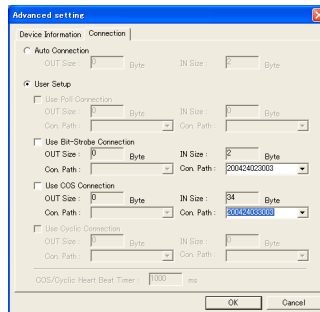 Advanced setting
Device Information Connection
Auto Connection
OUT Size : 0 Byte IN Size : 2 Byte
User Setup
Use Poll Connection
OUT Size : 0 Byte IN Size : 0 Byte
Con. Path : Con. Path :
Use Bit-Strobe Connection
OUT Size : 0 Byte IN Size : 2 Byte
Con. Path : Con. Path : 200424023003
Use COS Connection
OUT Size : 0 Byte IN Size : 34 Byte
Con. Path : Con. Path : 200424033003
Use Cyclic Connection
OUT Size : 0 Byte IN Size : 0 Byte
Con. Path : Con. Path :
COS/Cyclic Heart Beat Timer : 1000 ms
OK Cancel